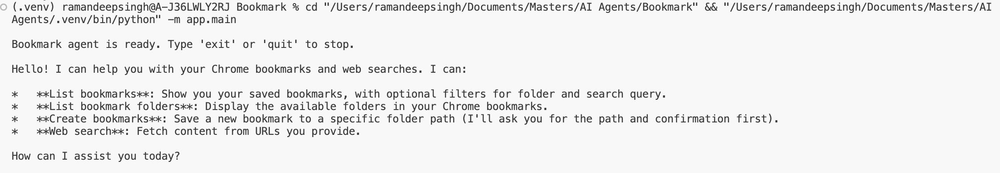 (.venv) ramandeepsingh@A-J36LWLY2RJ Bookmark % cd "/Users/ramandeepsingh/Documents/Masters/AI Agents/Bookmark" && "/Users/ramandeepsingh/Documents/Masters/AI
Agents/.venv/bin/python" -m app.main
Bookmark agent is ready. Type 'exit' or 'quit' to stop.
Hello! I can help you with your Chrome bookmarks and web searches. I can:
*   **List bookmarks**: Show you your saved bookmarks, with optional filters for folder and search query.
*   **List bookmark folders**: Display the available folders in your Chrome bookmarks.
*   **Create bookmarks**: Save a new bookmark to a specific folder path (I'll ask you for the path and confirmation first).
*   **Web search**: Fetch content from URLs you provide.
How can I assist you today?